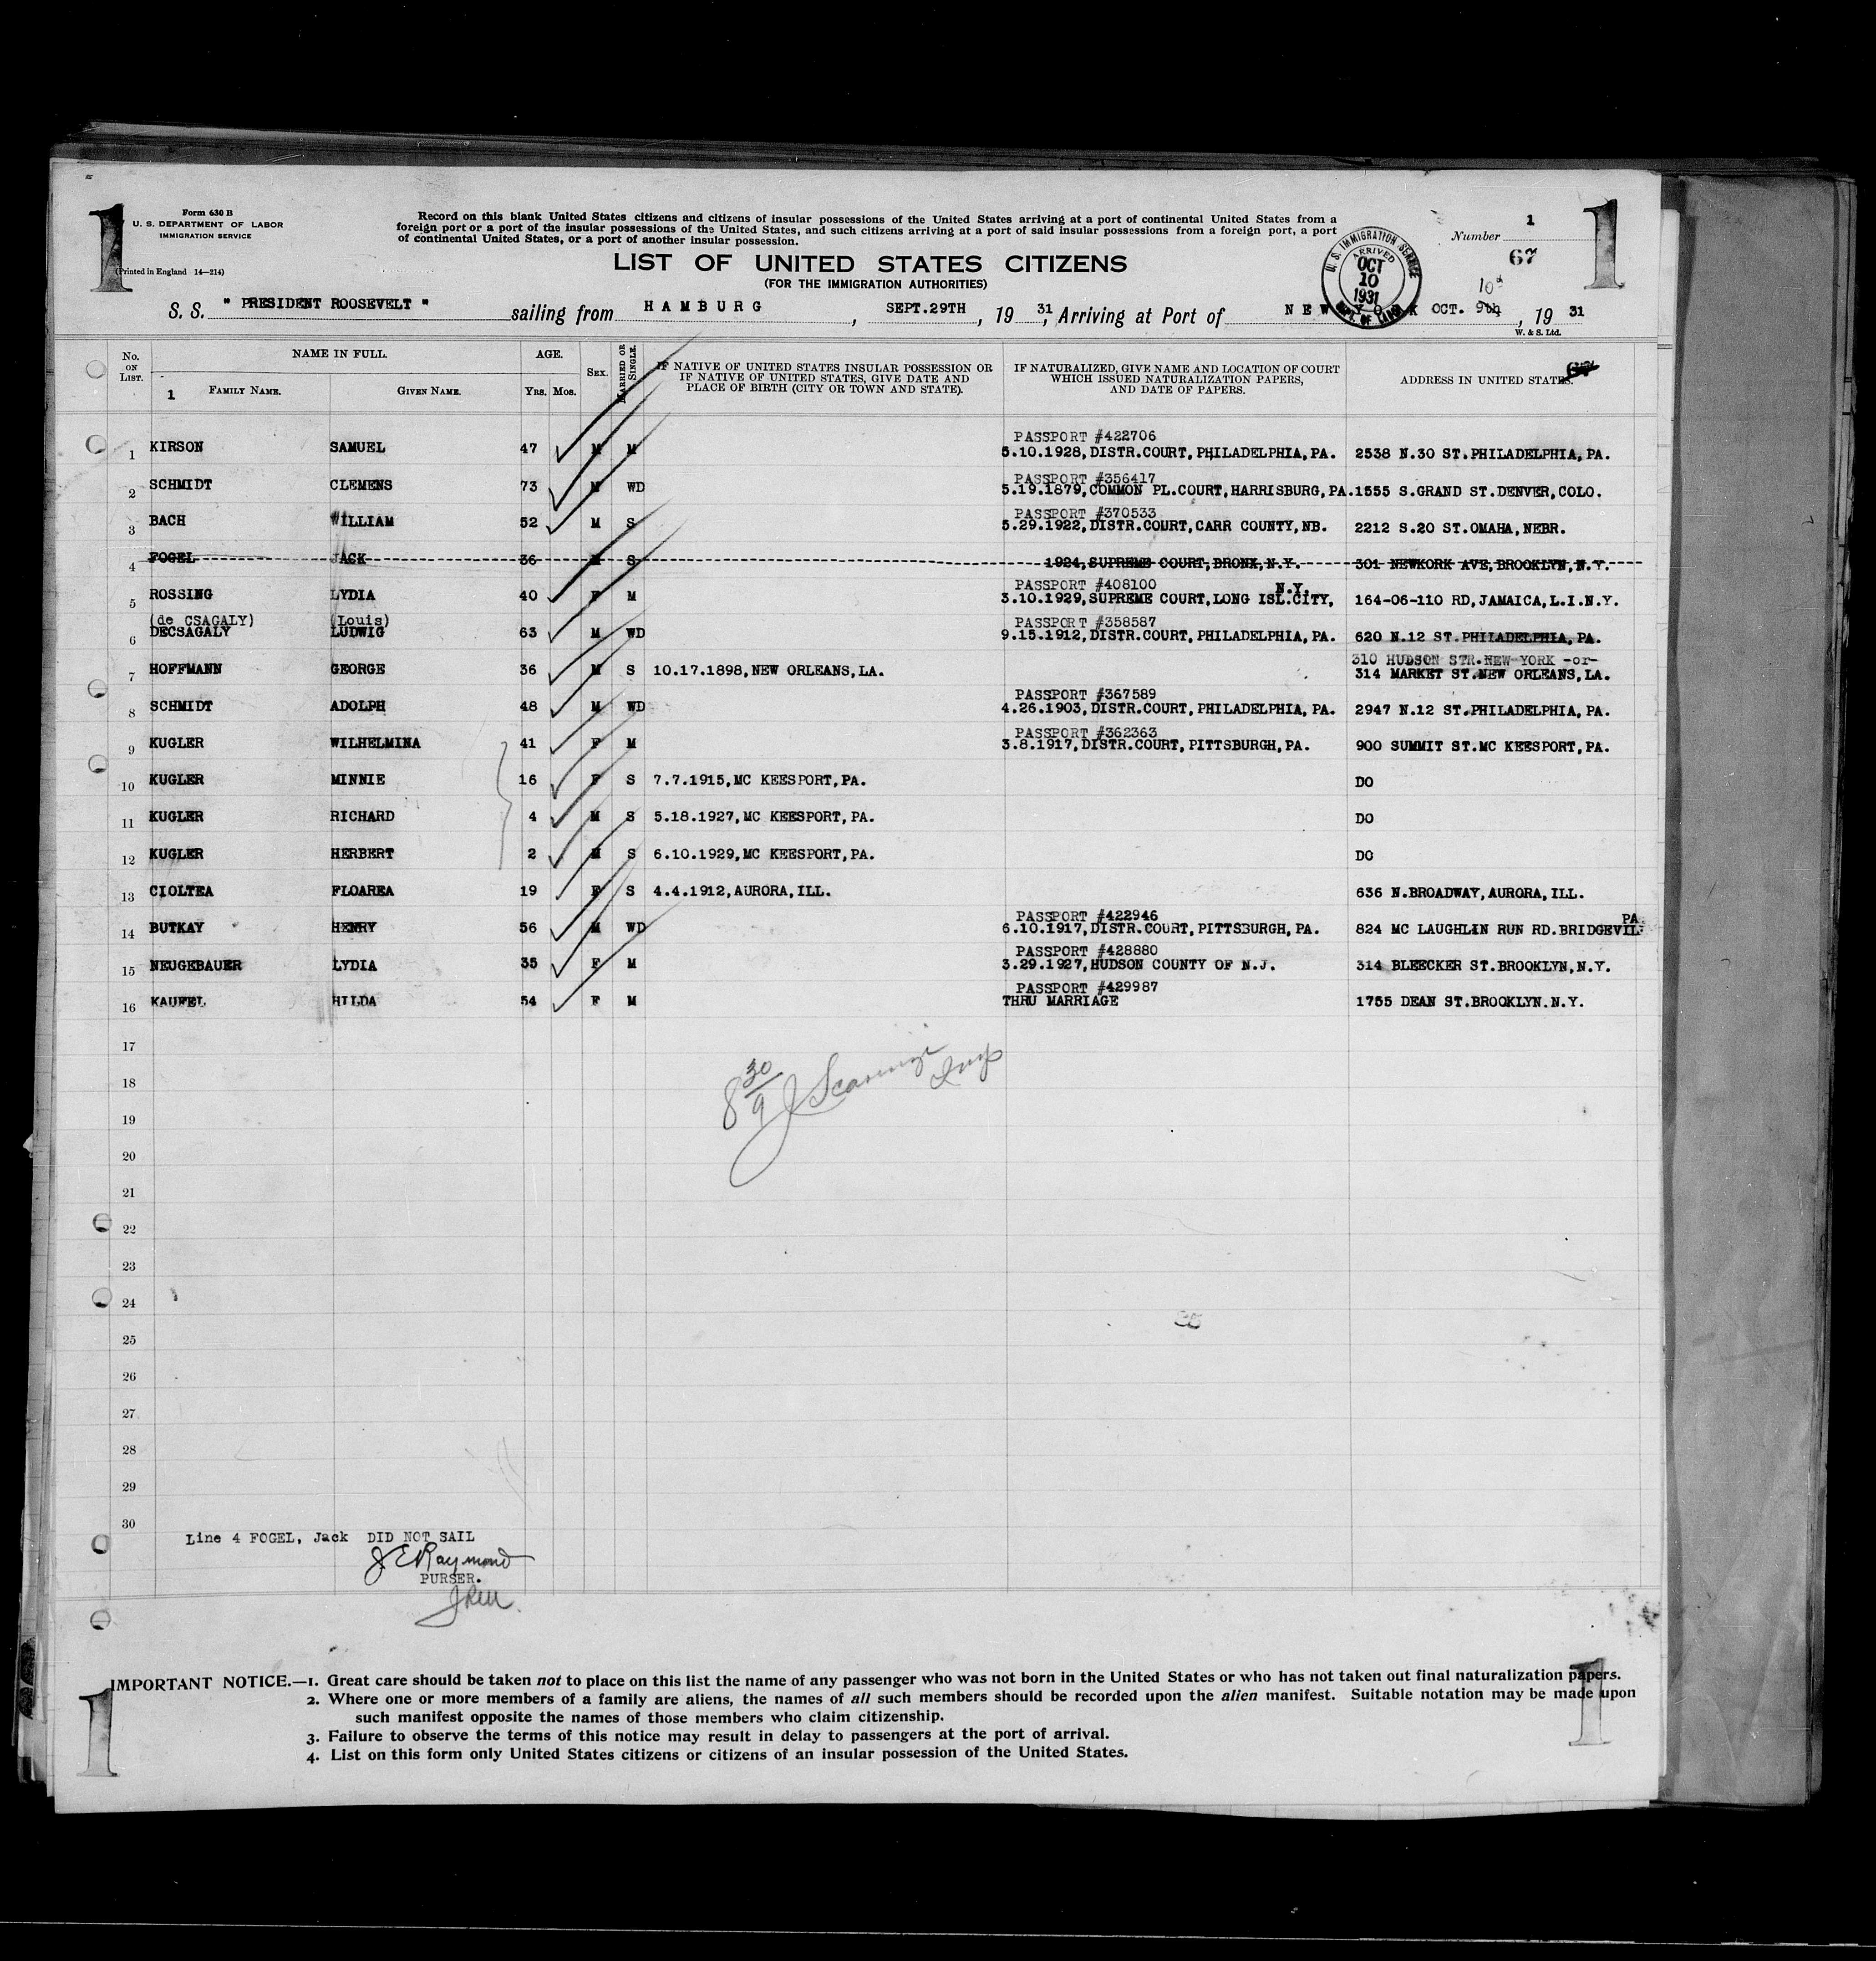 1
Form 630 B
U. S. DEPARTMENT OF LABOR
IMMIGRATION SERVICE
(Printed in England 14—214)
Record on this blank United States citizens and citizens of insular possessions of the United States arriving at a port of continental United States from a
foreign port or a port of the insular possessions of the United States, and such citizens arriving at a port of said insular possessions from a foreign port, a port
of continental United States, or a port of another insular possession.
LIST OF UNITED STATES CITIZENS
(FOR THE IMMIGRATION AUTHORITIES)
U. S. IMMIGRATION SERVICE
ARRIVED
OCT
10
1931
DEPT. OF LABOR
Number 1
67
1
10th
S. S. " PRESIDENT ROOSEVELT " sailing from HAMBURG, SEPT.29TH, 19 31, Arriving at Port of NEW YORK OCT. 9th, 19 31
W. & S. Ltd.
No. ON LIST.
NAME IN FULL.
1 FAMILY NAME.
GIVEN NAME.
AGE.
YRS. MOS.
SEX.
MARRIED OR SINGLE.
IF NATIVE OF UNITED STATES INSULAR POSSESSION OR
IF NATIVE OF UNITED STATES, GIVE DATE AND
PLACE OF BIRTH (CITY OR TOWN AND STATE).
IF NATURALIZED, GIVE NAME AND LOCATION OF COURT
WHICH ISSUED NATURALIZATION PAPERS,
AND DATE OF PAPERS.
ADDRESS IN UNITED STATES.
67
PASSPORT #422706
1 KIRSON SAMUEL 47 M M 5.10.1928,DISTR.COURT,PHILADELPHIA,PA. 2538 N.30 ST.PHILADELPHIA,PA.
PASSPORT #356417
2 SCHMIDT CLEMENS 73 M WD 5.19.1879,COMMON PL.COURT,HARRISBURG,PA. 1555 S.GRAND ST.DENVER,COLO.
PASSPORT #370533
3 BACH WILLIAM 52 M S 5.29.1922,DISTR.COURT,CARR COUNTY,NB. 2212 S.20 ST.OMAHA,NEBR.
4 FOGEL JACK 36 M S 1924,SUPREME COURT,BRONX,N.Y. 301 NEWKORK AVE,BROOKLYN,N.Y.
PASSPORT #408100 N.Y.
5 ROSSING LYDIA 40 F M 3.10.1929,SUPREME COURT,LONG ISL.CITY, 164-06-110 RD,JAMAICA,L.I.N.Y.
(de CSAGALY) (Louis) PASSPORT #358587
6 DECSAGALY LUDWIG 63 M WD 9.15.1912,DISTR.COURT,PHILADELPHIA,PA. 620 N.12 ST.PHILADELPHIA,PA.
310 HUDSON STR.NEW-YORK -or-
7 HOFFMANN GEORGE 36 M S 10.17.1898,NEW ORLEANS,LA. 314 MARKET ST.NEW ORLEANS,LA.
PASSPORT #367589
8 SCHMIDT ADOLPH 48 M WD 4.26.1903,DISTR.COURT,PHILADELPHIA,PA. 2947 N.12 ST.PHILADELPHIA,PA.
PASSPORT #362363
9 KUGLER WILHELMINA 41 F M 3.8.1917,DISTR.COURT,PITTSBURGH,PA. 900 SUMMIT ST.MC KEESPORT,PA.
10 KUGLER MINNIE 16 F S 7.7.1915,MC KEESPORT,PA. DO
11 KUGLER RICHARD 4 M S 5.18.1927,MC KEESPORT,PA. DO
12 KUGLER HERBERT 2 M S 6.10.1929,MC KEESPORT,PA. DO
13 CIOLTEA FLOAREA 19 F S 4.4.1912,AURORA,ILL. 636 N.BROADWAY,AURORA,ILL.
PASSPORT #422946 PA
14 BUTKAY HENRY 56 M WD 6.10.1917,DISTR.COURT,PITTSBURGH,PA. 824 MC LAUGHLIN RUN RD.BRIDGEVIL
PASSPORT #428880
15 NEUGEBAUER LYDIA 35 F M 3.29.1927,HUDSON COUNTY OF N.J. 314 BLEECKER ST.BROOKLYN,N.Y.
PASSPORT #429987
16 KAUFEL HILDA 54 F M THRU MARRIAGE 1755 DEAN ST.BROOKLYN.N.Y.
17
18
8 30/9
19
20
21
22
23
24
25
26
27
28
29
30
Line 4 FOGEL, Jack DID NOT SAIL
J E Raymond
PURSER.
IMPORTANT NOTICE.—1. Great care should be taken not to place on this list the name of any passenger who was not born in the United States or who has not taken out final naturalization papers.
2. Where one or more members of a family are aliens, the names of all such members should be recorded upon the alien manifest. Suitable notation may be made upon
such manifest opposite the names of those members who claim citizenship.
3. Failure to observe the terms of this notice may result in delay to passengers at the port of arrival.
4. List on this form only United States citizens or citizens of an insular possession of the United States.
1
1